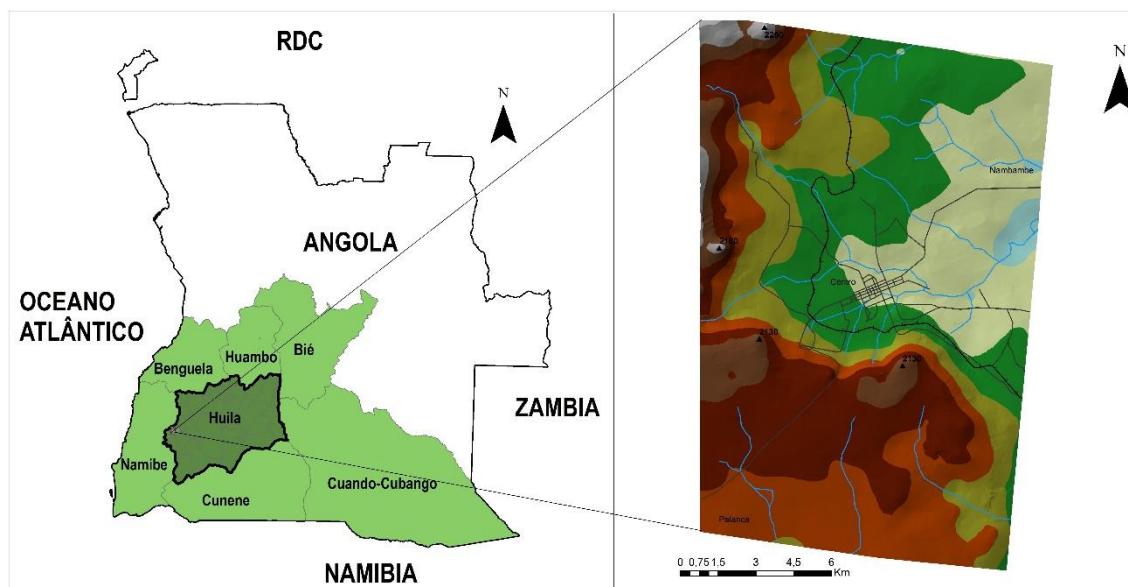 RDC
N
ANGOLA
OCEANO
ATLÂNTICO
Benguela
Huambo
Bié
Huila
ZAMBIA
Namibe
Cunene
Cuando-Cubango
NAMIBIA
2200
N
Nambambe
2180
Centro
2130
2130
Palanca
0 0,75 1,5 3 4,5 6
Km